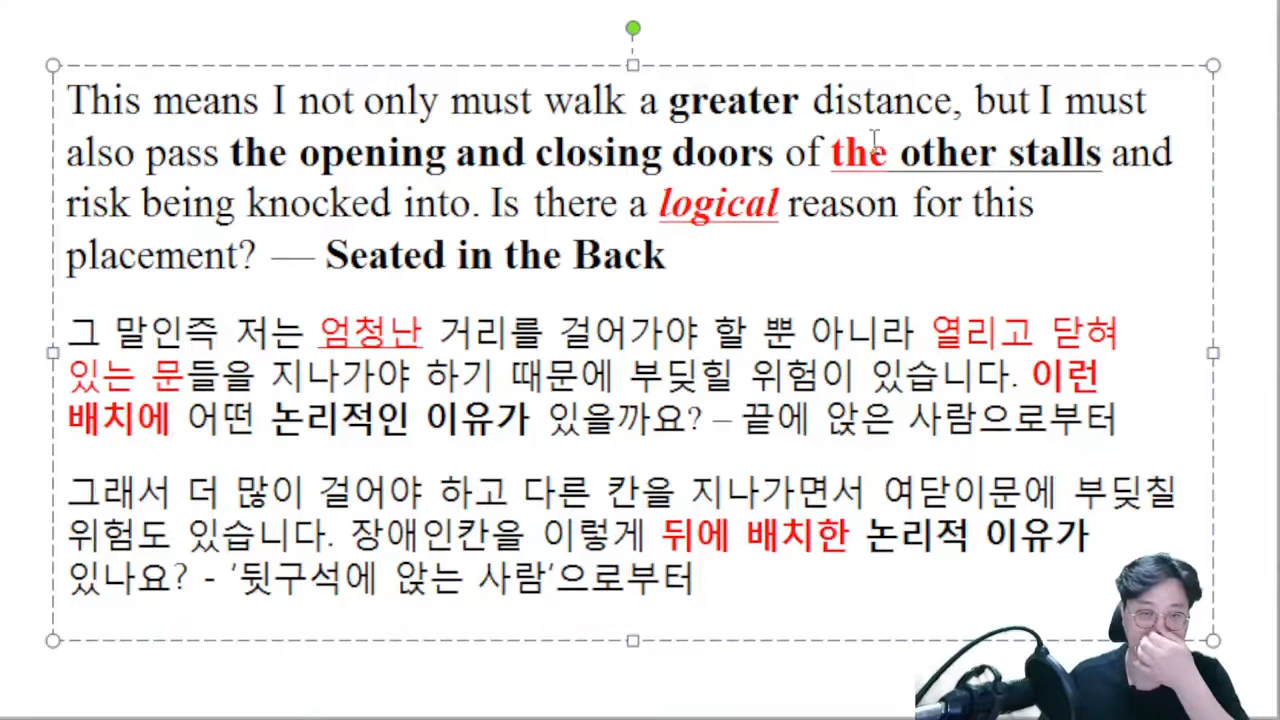 This means I not only must walk a greater distance, but I must
also pass the opening and closing doors of the other stalls and
risk being knocked into. Is there a logical reason for this
placement? — Seated in the Back
그 말인즉 저는 엄청난 거리를 걸어가야 할 뿐 아니라 열리고 닫혀
있는 문들을 지나가야 하기 때문에 부딪힐 위험이 있습니다. 이런
배치에 어떤 논리적인 이유가 있을까요? – 끝에 앉은 사람으로부터
그래서 더 많이 걸어야 하고 다른 칸을 지나가면서 여닫이문에 부딪칠
위험도 있습니다. 장애인칸을 이렇게 뒤에 배치한 논리적 이유가
있나요? - ‘뒷구석에 앉는 사람’으로부터